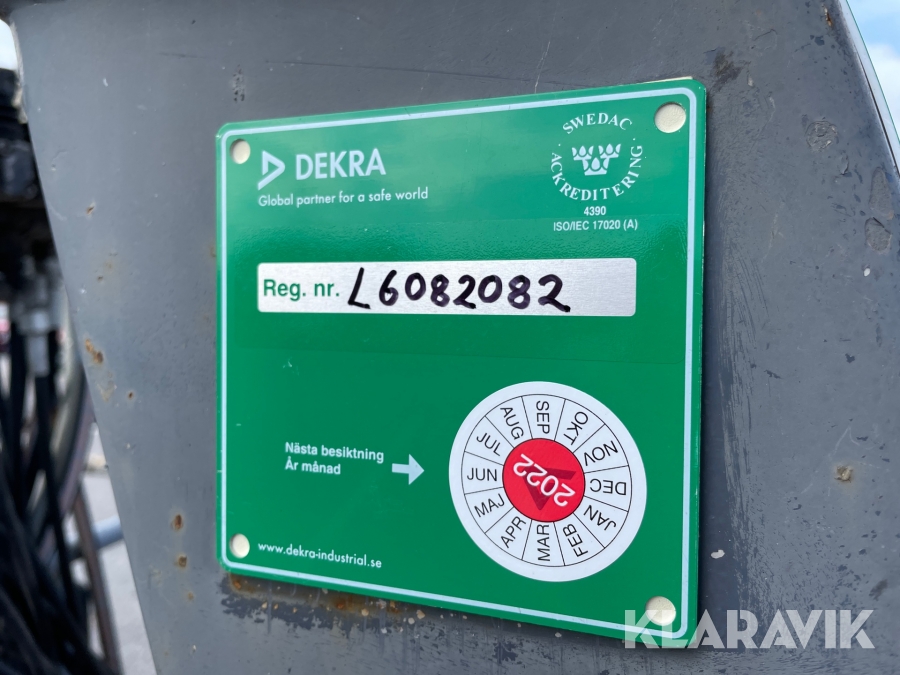 DEKRA
Global partner for a safe world
SWEDAC
ACKREDITERING
4390
ISO/IEC 17020 (A)
Reg. nr. L6082082
Nästa besiktning
År månad
JAN
FEB
MAR
APR
MAJ
JUN
JUL
AUG
SEP
OKT
NOV
DEC
2022
www.dekra-industrial.se
KLARAVIK